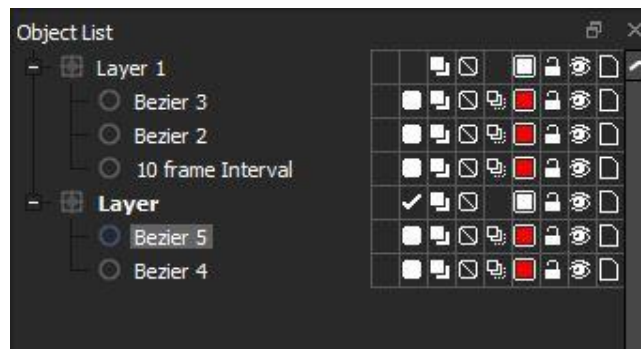 Object List
Layer 1
Bezier 3
Bezier 2
10 frame Interval
Layer
Bezier 5
Bezier 4